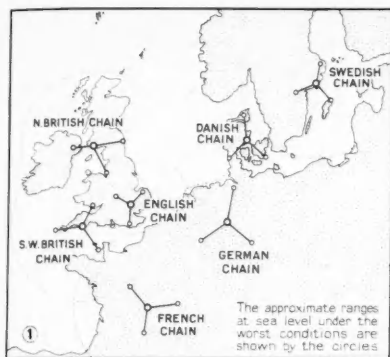 SWEDISH
CHAIN
N. BRITISH CHAIN
DANISH
CHAIN
ENGLISH
CHAIN
S.W. BRITISH
CHAIN
GERMAN
CHAIN
FRENCH
CHAIN
The approximate ranges
at sea level under the
worst conditions are
shown by the circles
1